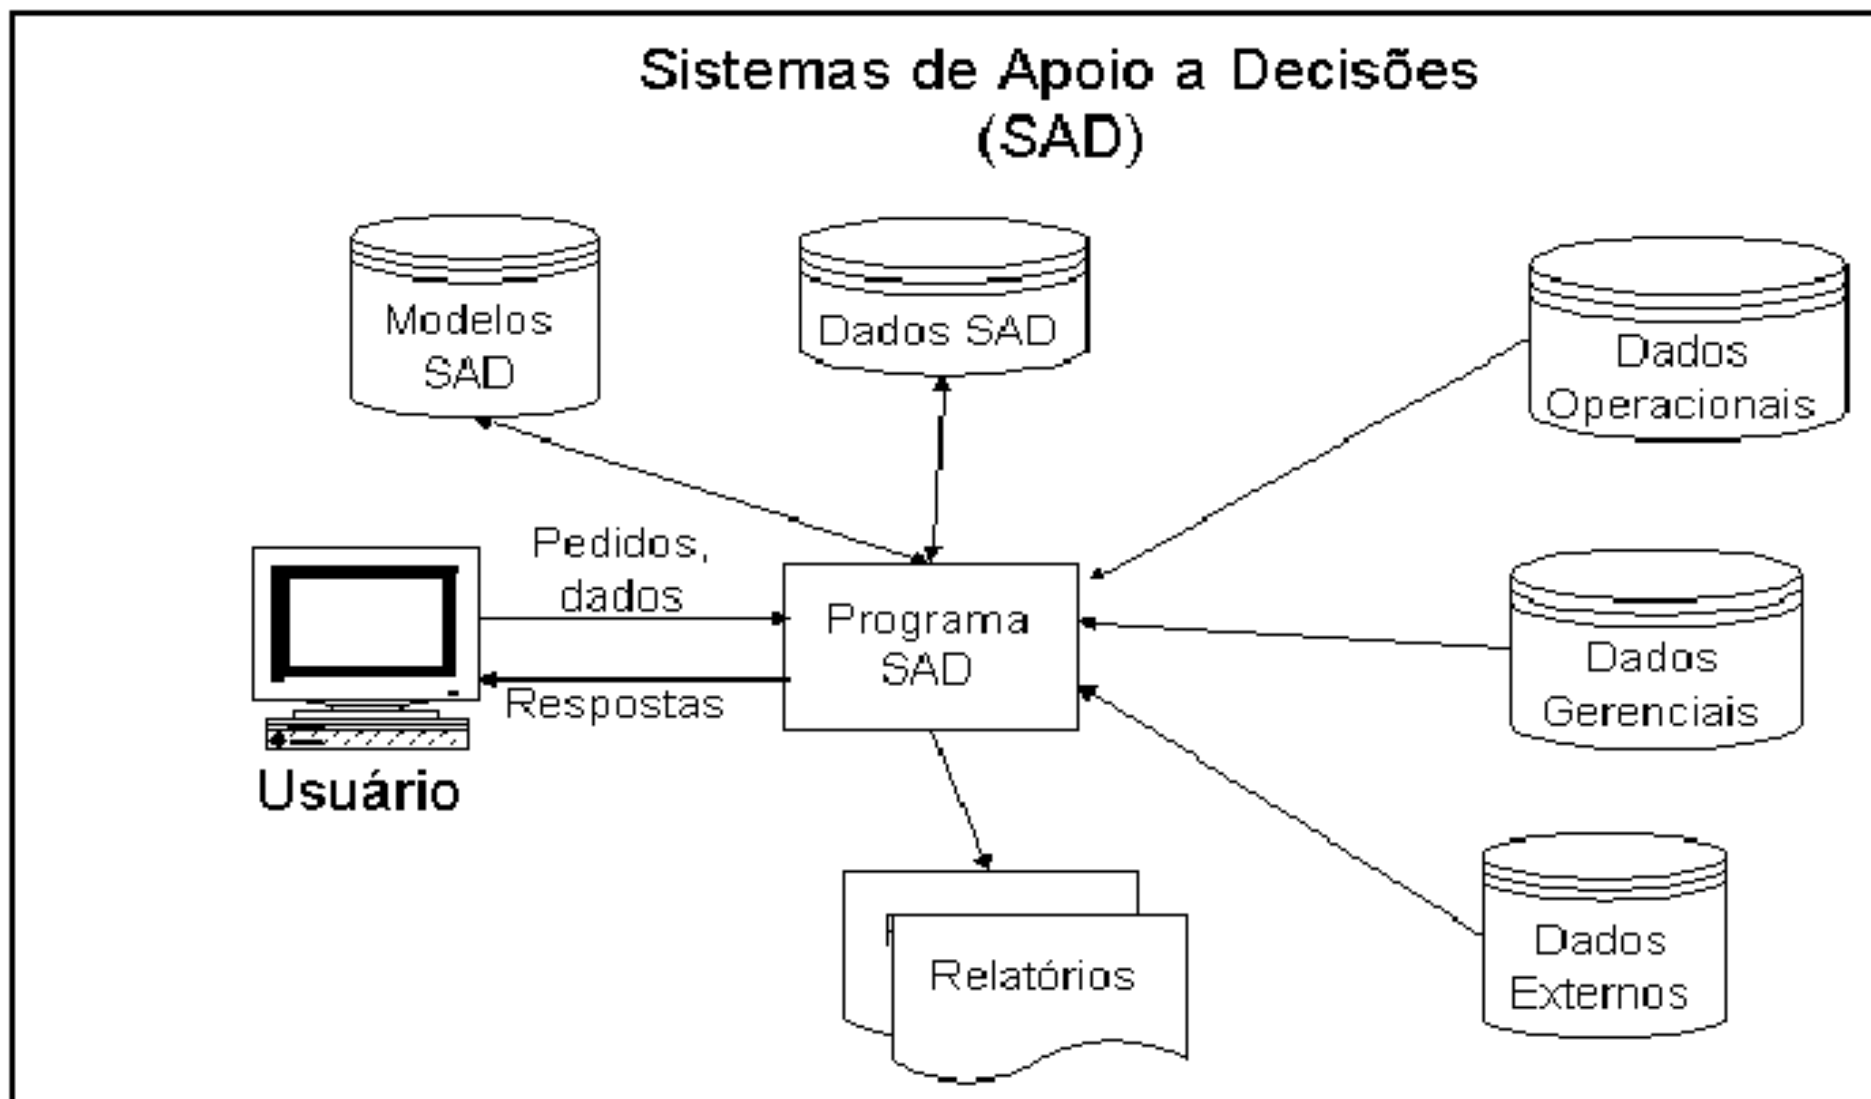 Sistemas de Apoio a Decisões
(SAD)
Modelos
SAD
Dados SAD
Dados
Operacionais
Pedidos,
dados
Programa
SAD
Respostas
Usuário
Dados
Gerenciais
Relatórios
Dados
Externos